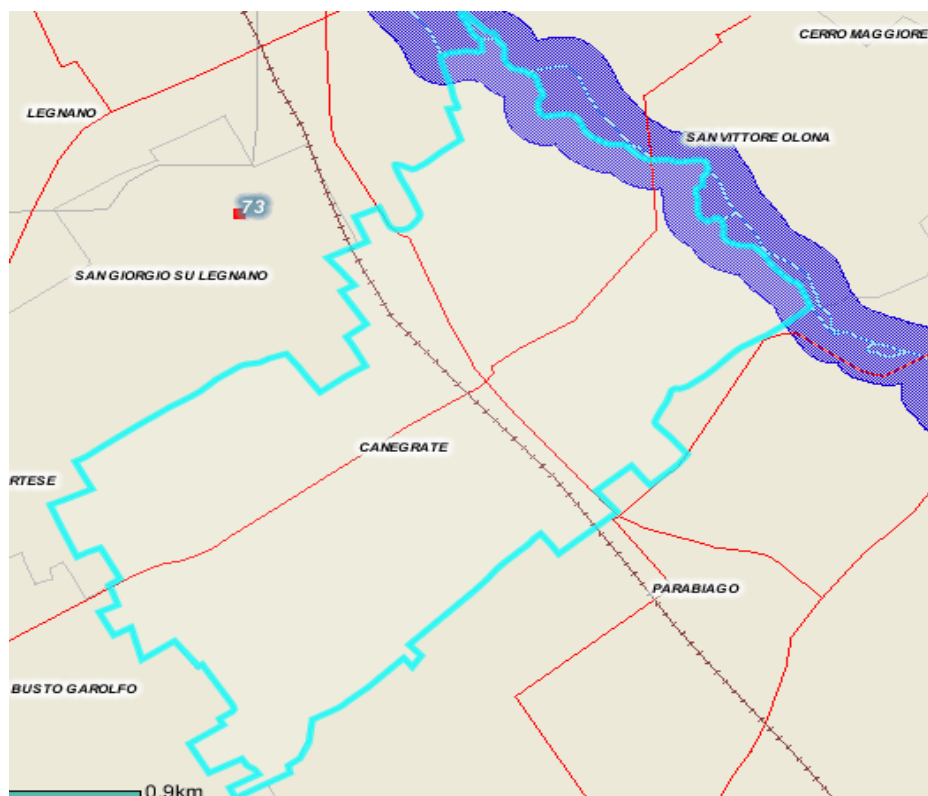 CERRO MAGGIORE
LEGNANO
SAN VITTORE OLONA
73
SAN GIORGIO SU LEGNANO
CANEGRATE
RTESE
PARABIAGO
BUSTO GAROLFO
0.9km